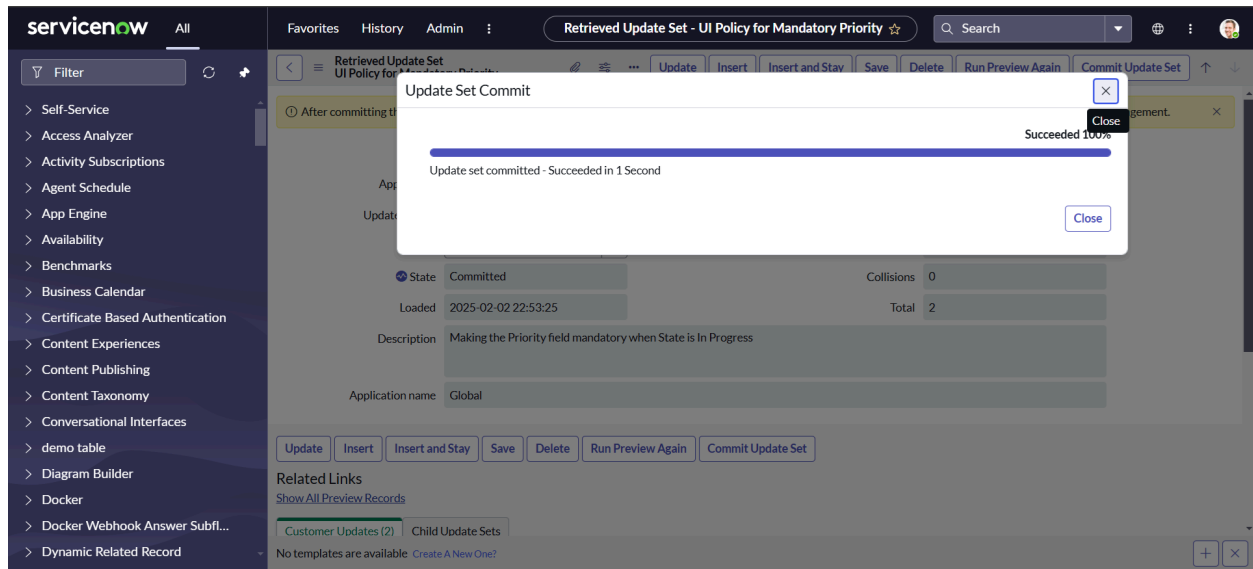 servicenow
All
Favorites
History
Admin
Retrieved Update Set - UI Policy for Mandatory Priority
Search
Filter
Self-Service
Access Analyzer
Activity Subscriptions
Agent Schedule
App Engine
Availability
Benchmarks
Business Calendar
Certificate Based Authentication
Content Experiences
Content Publishing
Content Taxonomy
Conversational Interfaces
demo table
Diagram Builder
Docker
Docker Webhook Answer Subfl...
Dynamic Related Record
Retrieved Update Set
UI Policy for Mandatory Priority
Update
Insert
Insert and Stay
Save
Delete
Run Preview Again
Commit Update Set
After committing th
gement.
Update Set Commit
Close
Succeeded 100%
Update set committed - Succeeded in 1 Second
Close
App
Update
State Committed
Collisions 0
Loaded 2025-02-02 22:53:25
Total 2
Description Making the Priority field mandatory when State is In Progress
Application name Global
Update
Insert
Insert and Stay
Save
Delete
Run Preview Again
Commit Update Set
Related Links
Show All Preview Records
Customer Updates (2)
Child Update Sets
No templates are available Create A New One?